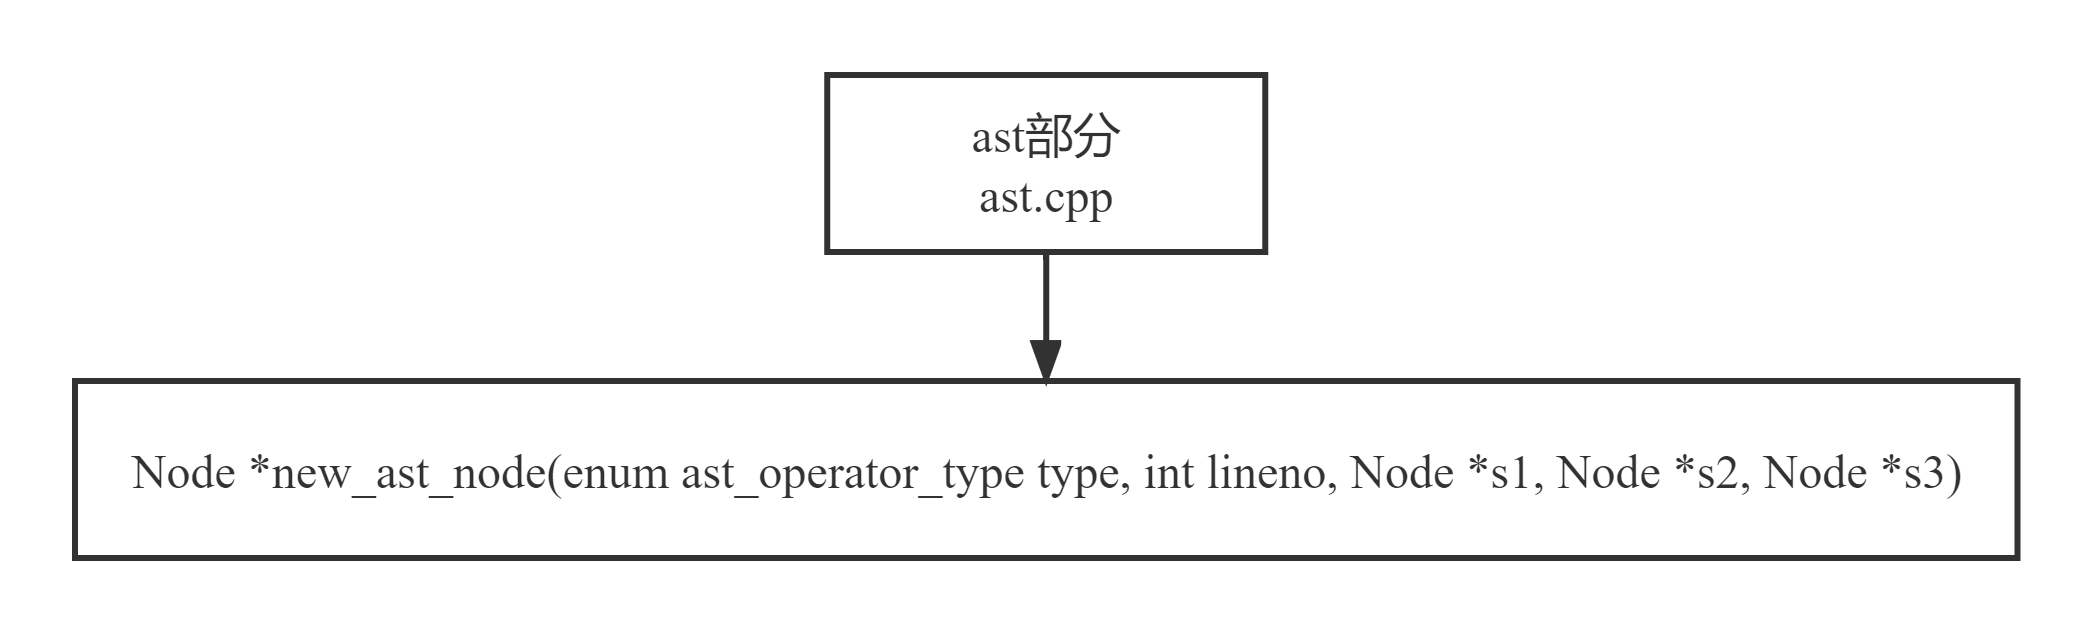 ast部分
ast.cpp
Node *new_ast_node(enum ast_operator_type type, int lineno, Node *s1, Node *s2, Node *s3)